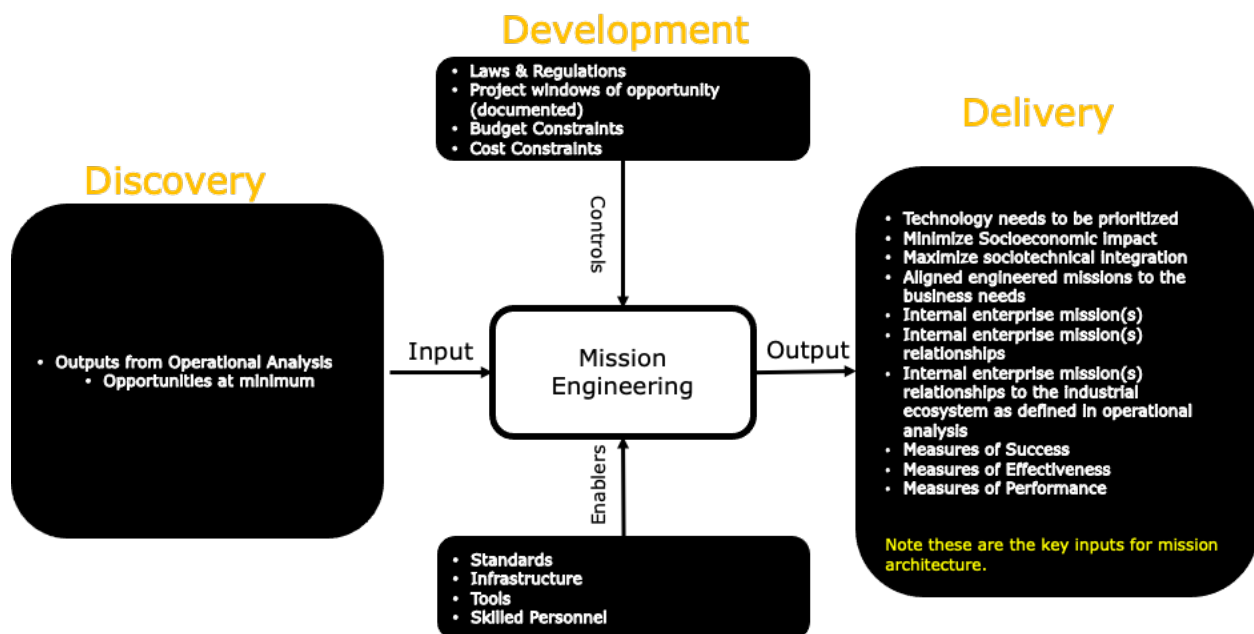 Development
• Laws & Regulations
• Project windows of opportunity
(documented)
• Budget Constraints
• Cost Constraints
Discovery
• Outputs from Operational Analysis
• Opportunities at minimum
Controls
Input
Mission
Engineering
Output
Enablers
• Standards
• Infrastructure
• Tools
• Skilled Personnel
Delivery
• Technology needs to be prioritized
• Minimize Socioeconomic impact
• Maximize sociotechnical integration
• Aligned engineered missions to the
business needs
• Internal enterprise mission(s)
• Internal enterprise mission(s)
relationships
• Internal enterprise mission(s)
relationships to the industrial
ecosystem as defined in operational
analysis
• Measures of Success
• Measures of Effectiveness
• Measures of Performance
Note these are the key inputs for mission
architecture.